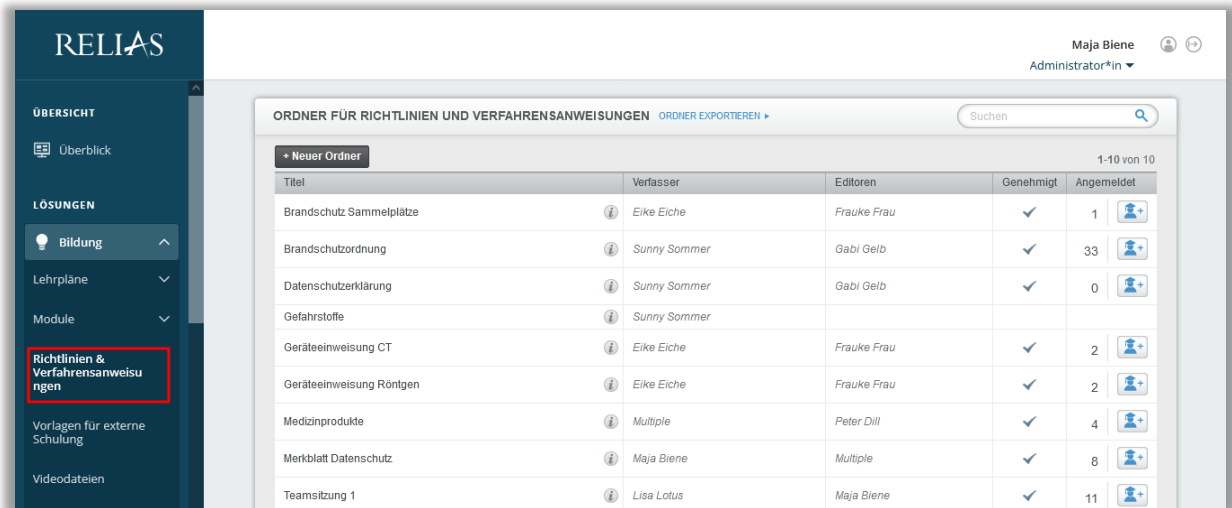 RELIAS
Maja Biene
Administrator*in
ÜBERSICHT
Überblick
LÖSUNGEN
Bildung
Lehrpläne
Module
Richtlinien &
Verfahrensanweisu
ngen
Vorlagen für externe
Schulung
Videodateien
ORDNER FÜR RICHTLINIEN UND VERFAHRENSANWEISUNGEN ORDNER EXPORTIEREN
Suchen
+ Neuer Ordner
1-10 von 10
Titel Verfasser Editoren Genehmigt Angemeldet
Brandschutz Sammelplätze i Eike Eiche Frauke Frau 1
Brandschutzordnung i Sunny Sommer Gabi Gelb 33
Datenschutzerklärung i Sunny Sommer Gabi Gelb 0
Gefahrstoffe i Sunny Sommer
Geräteeinweisung CT i Eike Eiche Frauke Frau 2
Geräteeinweisung Röntgen i Eike Eiche Frauke Frau 2
Medizinprodukte i Multiple Peter Dill 4
Merkblatt Datenschutz i Maja Biene Multiple 8
Teamsitzung 1 i Lisa Lotus Maja Biene 11